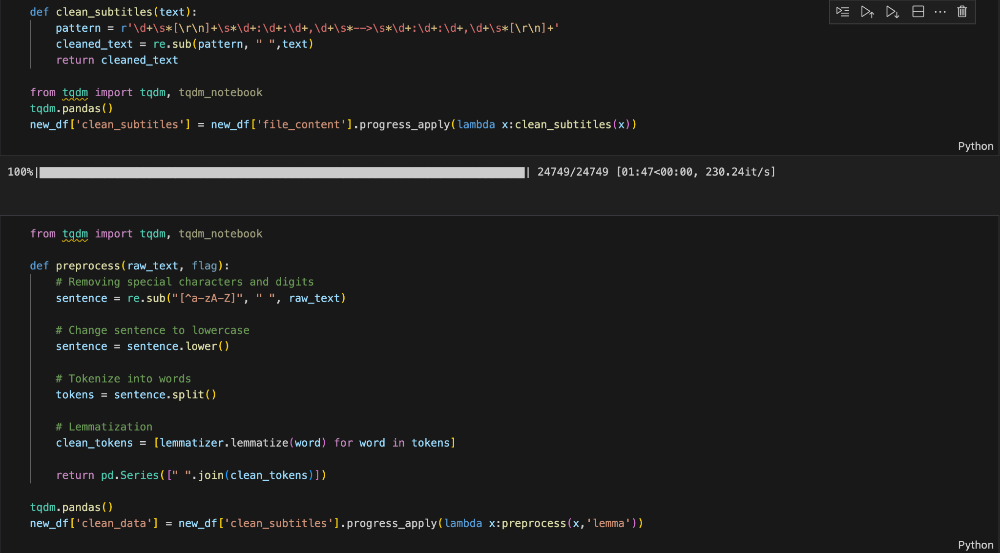 def clean_subtitles(text):
    pattern = r'\d+\s*[\r\n]+\s*\d+:\d+:\d+,\d+\s*-->\s*\d+:\d+:\d+,\d+\s*[\r\n]+'
    cleaned_text = re.sub(pattern, " ",text)
    return cleaned_text

from tqdm import tqdm, tqdm_notebook
tqdm.pandas()
new_df['clean_subtitles'] = new_df['file_content'].progress_apply(lambda x:clean_subtitles(x))
Python
100%| | 24749/24749 [01:47<00:00, 230.24it/s]
from tqdm import tqdm, tqdm_notebook

def preprocess(raw_text, flag):
    # Removing special characters and digits
    sentence = re.sub("[^a-zA-Z]", " ", raw_text)

    # Change sentence to lowercase
    sentence = sentence.lower()

    # Tokenize into words
    tokens = sentence.split()

    # Lemmatization
    clean_tokens = [lemmatizer.lemmatize(word) for word in tokens]

    return pd.Series([" ".join(clean_tokens)])

tqdm.pandas()
new_df['clean_data'] = new_df['clean_subtitles'].progress_apply(lambda x:preprocess(x,'lemma'))
Python